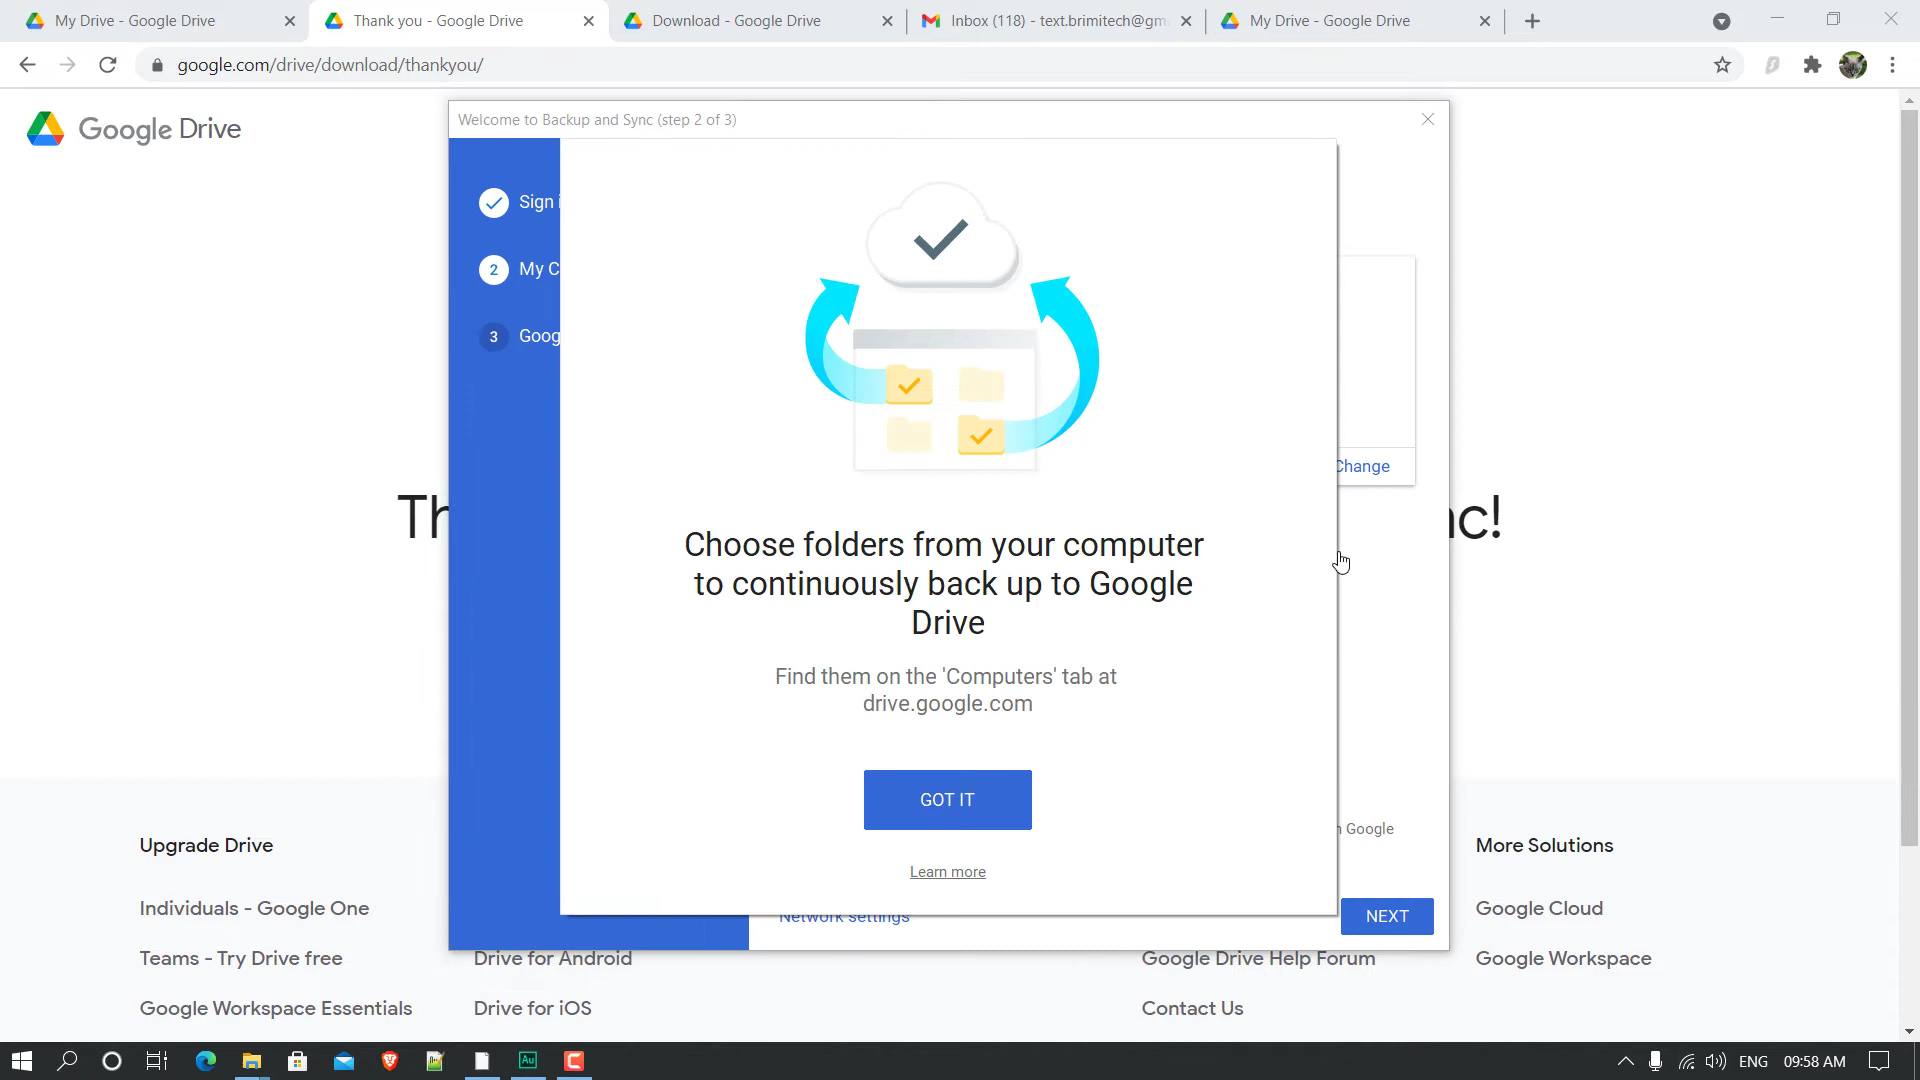 My Drive - Google Drive
Thank you - Google Drive
Download - Google Drive
Inbox (118) - text.brimitech@gm
My Drive - Google Drive
google.com/drive/download/thankyou/
Google Drive
Welcome to Backup and Sync (step 2 of 3)
Sign i
2 My C
3 Goog
Change
Th
nc!
Choose folders from your computer
to continuously back up to Google
Drive
Find them on the 'Computers' tab at
drive.google.com
GOT IT
Learn more
n Google
Network settings
NEXT
Upgrade Drive
Individuals - Google One
Teams - Try Drive free
Google Workspace Essentials
Drive for Android
Drive for iOS
Google Drive Help Forum
Contact Us
More Solutions
Google Cloud
Google Workspace
Au
ENG
09:58 AM